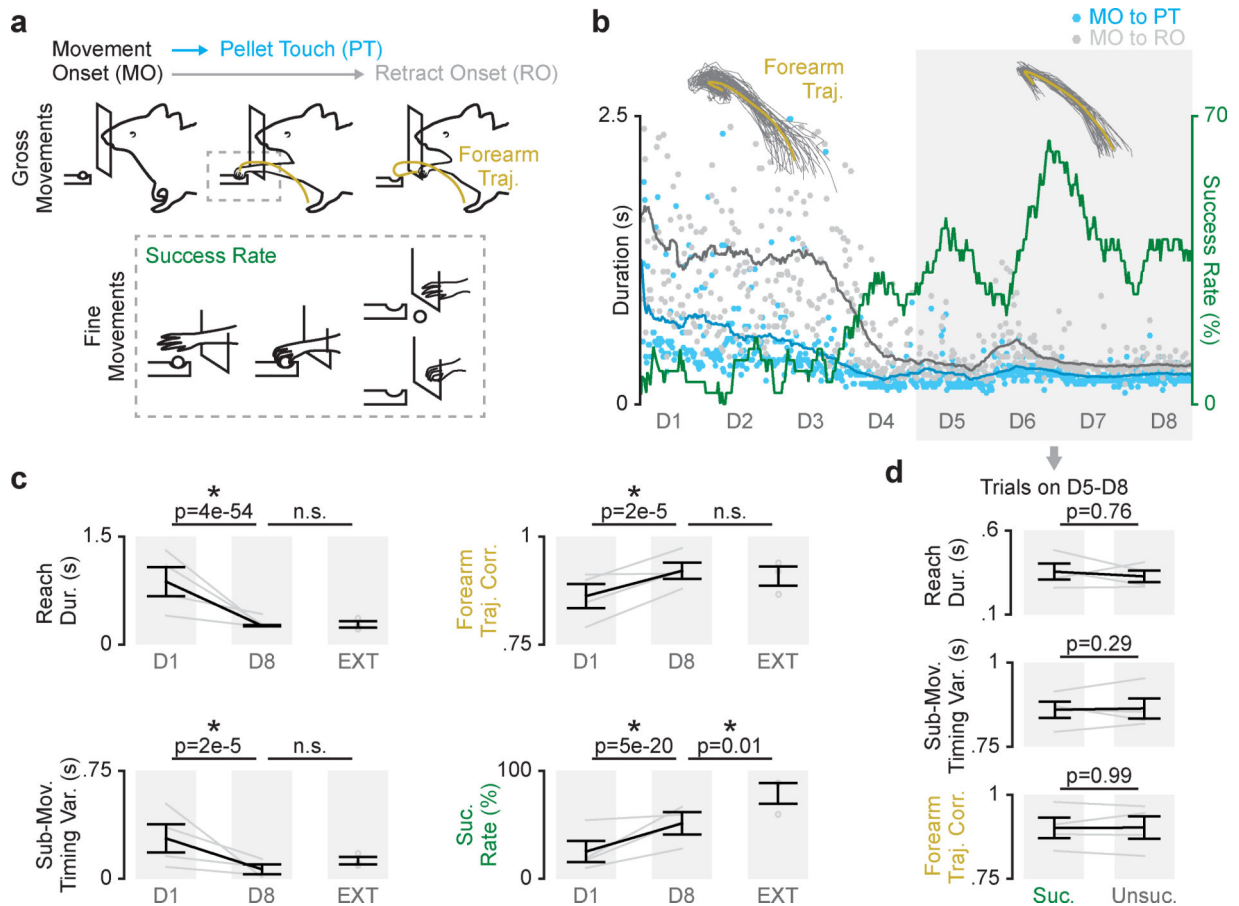 a
Movement
Onset (MO)
Pellet Touch (PT)
Retract Onset (RO)
Gross
Movements
Forearm
Traj.
Success Rate
Fine
Movements
b
MO to PT
MO to RO
Forearm
Traj.
2.5
0
Duration (s)
70
0
Success Rate (%)
D1 D2 D3 D4 D5 D6 D7 D8
c
*
p=4e-54
n.s.
1.5
0
Reach
Dur. (s)
D1 D8 EXT
*
p=2e-5
n.s.
1
.75
Forearm
Traj. Corr.
D1 D8 EXT
*
p=2e-5
n.s.
.75
0
Sub-Mov.
Timing Var. (s)
D1 D8 EXT
*
p=5e-20
*
p=0.01
100
0
Suc.
Rate (%)
D1 D8 EXT
d
Trials on D5-D8
p=0.76
.6
.1
Reach
Dur. (s)
p=0.29
1
.75
Sub-Mov.
Timing Var. (s)
p=0.99
1
.75
Forearm
Traj. Corr.
Suc. Unsuc.